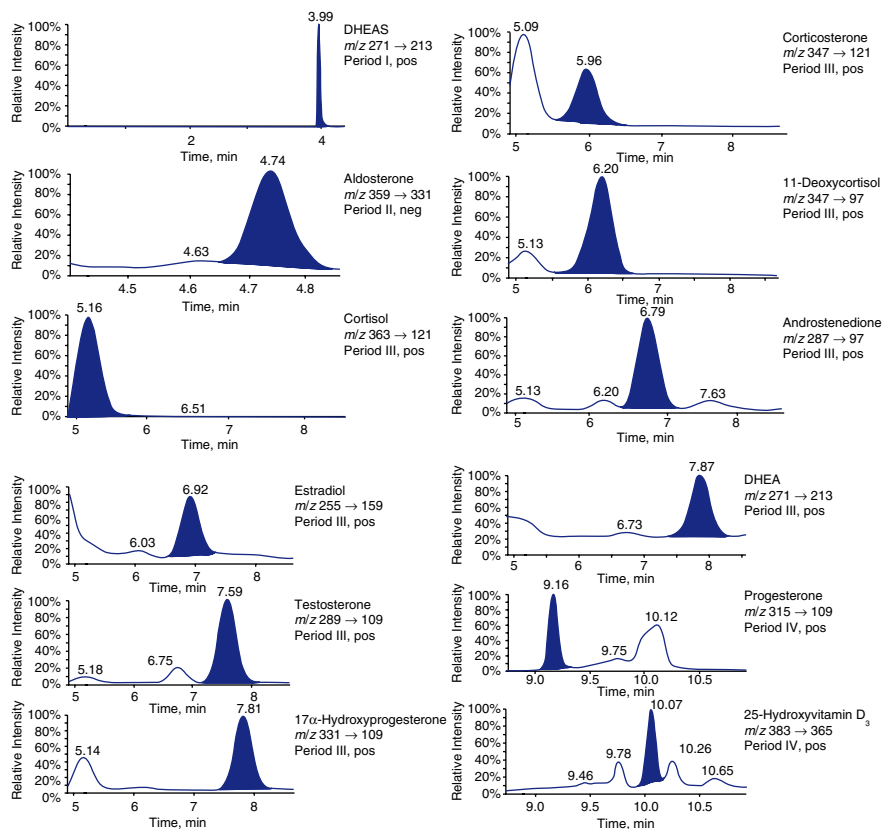 3.99
DHEAS
m/z 271 → 213
Period I, pos
Relative Intensity
100%
80%
60%
40%
20%
0%
2
4
Time, min
5.09
5.96
Corticosterone
m/z 347 → 121
Period III, pos
Relative Intensity
100%
80%
60%
40%
20%
0%
5
6
7
8
Time, min
4.74
4.63
Aldosterone
m/z 359 → 331
Period II, neg
Relative Intensity
100%
80%
60%
40%
20%
0%
4.5
4.6
4.7
4.8
Time, min
6.20
5.13
11-Deoxycortisol
m/z 347 → 97
Period III, pos
Relative Intensity
100%
80%
60%
40%
20%
0%
5
6
7
8
Time, min
5.16
6.51
Cortisol
m/z 363 → 121
Period III, pos
Relative Intensity
100%
80%
60%
40%
20%
0%
5
6
7
8
Time, min
6.79
5.13
6.20
7.63
Androstenedione
m/z 287 → 97
Period III, pos
Relative Intensity
100%
80%
60%
40%
20%
0%
5
6
7
8
Time, min
6.92
6.03
Estradiol
m/z 255 → 159
Period III, pos
Relative Intensity
100%
80%
60%
40%
20%
0%
5
6
7
8
Time, min
7.87
6.73
DHEA
m/z 271 → 213
Period III, pos
Relative Intensity
100%
80%
60%
40%
20%
0%
5
6
7
8
Time, min
7.59
5.18
6.75
Testosterone
m/z 289 → 109
Period III, pos
Relative Intensity
100%
80%
60%
40%
20%
0%
5
6
7
8
Time, min
9.16
9.75
10.12
Progesterone
m/z 315 → 109
Period IV, pos
Relative Intensity
100%
80%
60%
40%
20%
0%
9.0
9.5
10.0
10.5
Time, min
7.81
5.14
17α-Hydroxyprogesterone
m/z 331 → 109
Period III, pos
Relative Intensity
100%
80%
60%
40%
20%
0%
5
6
7
8
Time, min
10.07
9.46
9.78
10.26
10.65
25-Hydroxyvitamin D₃
m/z 383 → 365
Period IV, pos
Relative Intensity
100%
80%
60%
40%
20%
0%
9.0
9.5
10.0
10.5
Time, min